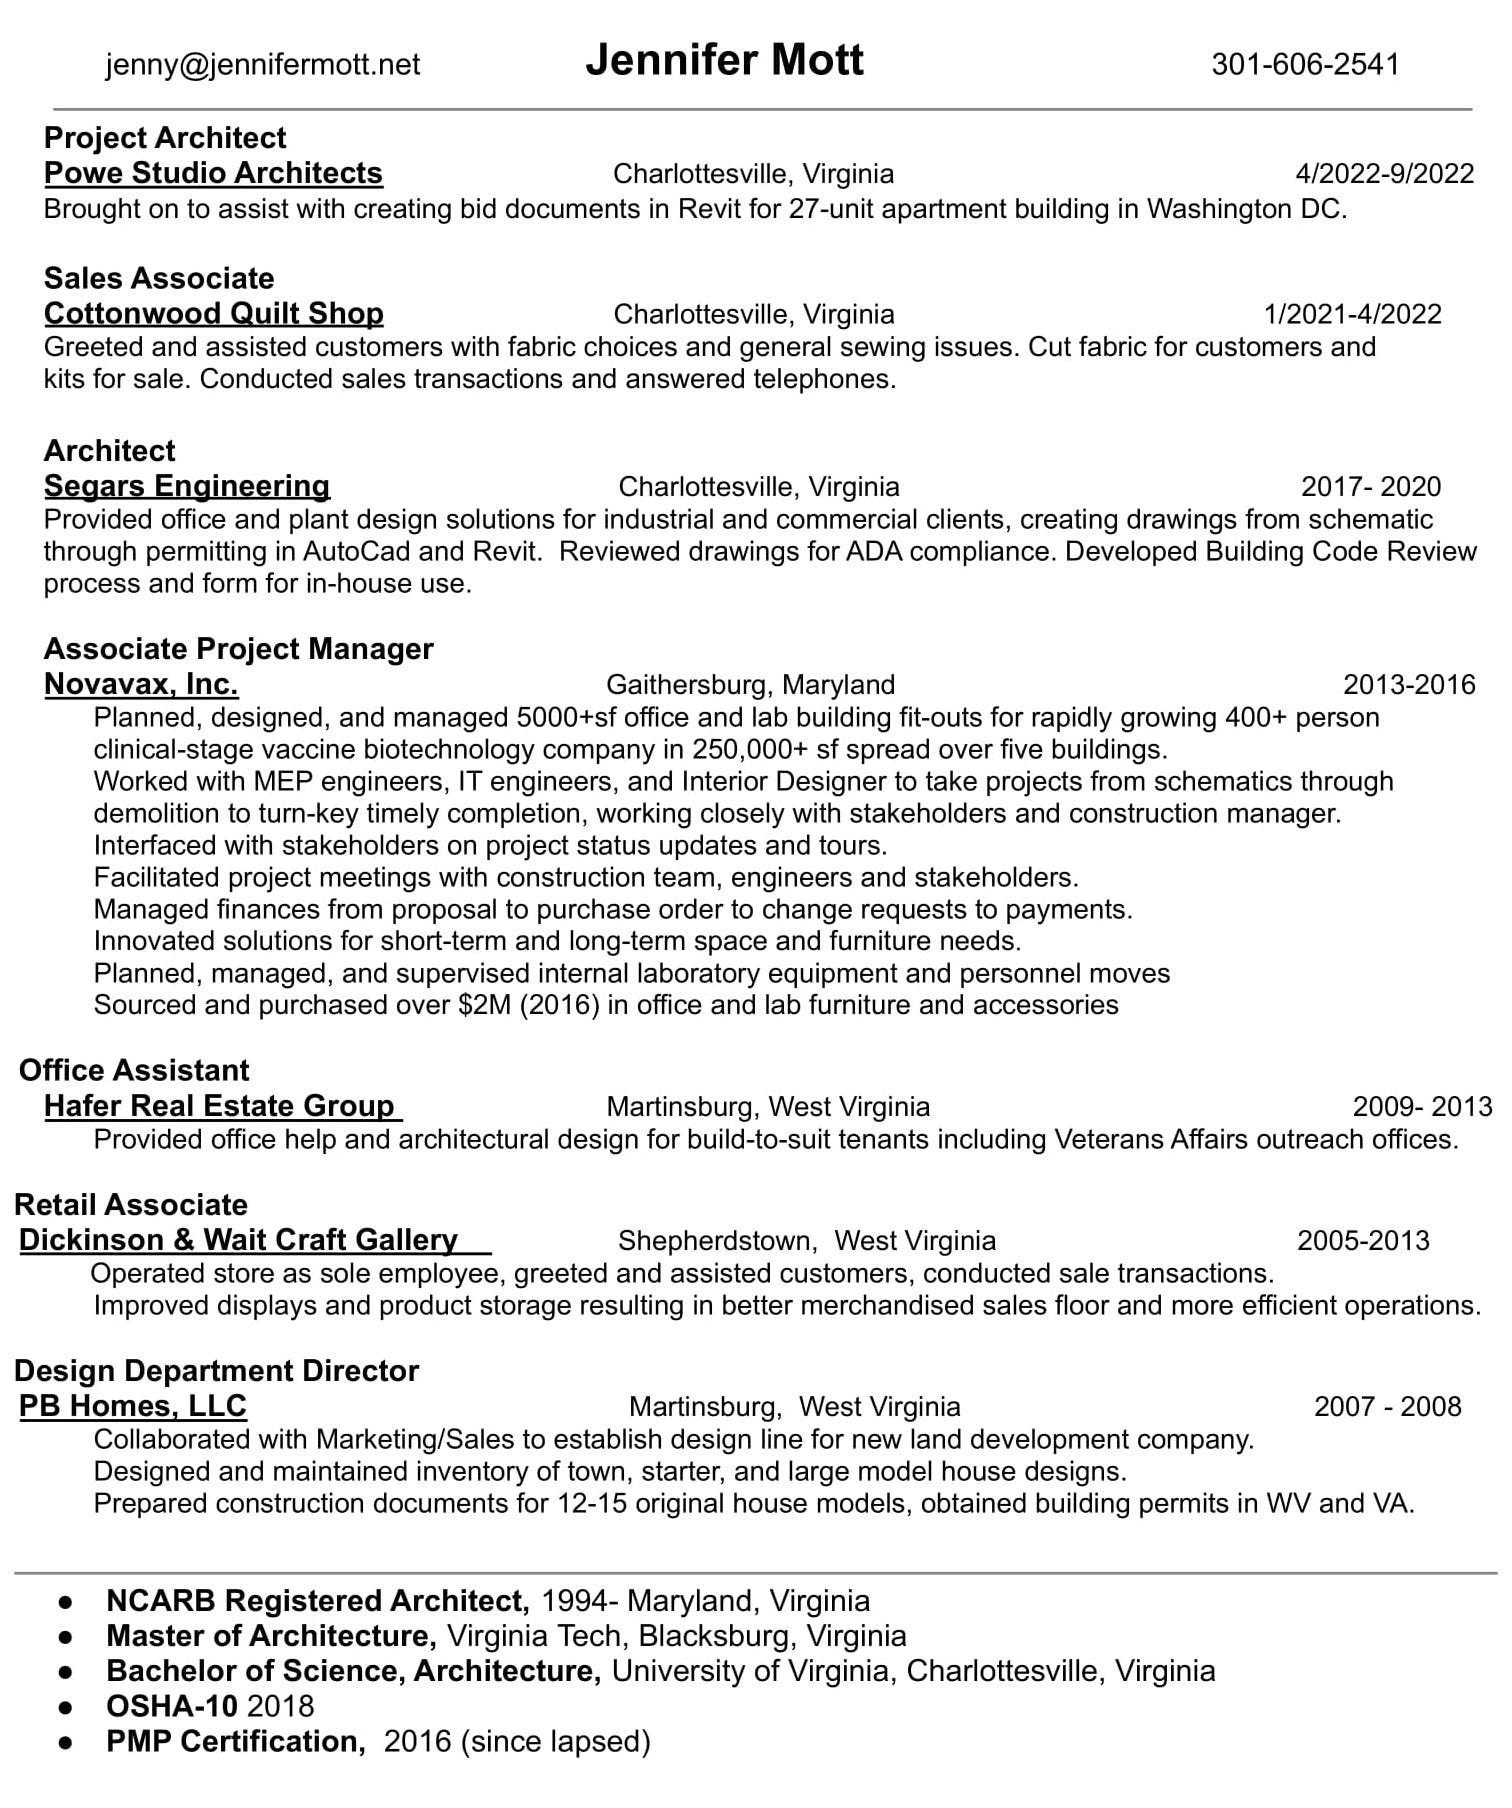 jenny@jennifermott.net Jennifer Mott 301-606-2541
Project Architect
Powe Studio Architects Charlottesville, Virginia 4/2022-9/2022
Brought on to assist with creating bid documents in Revit for 27-unit apartment building in Washington DC.
Sales Associate
Cottonwood Quilt Shop Charlottesville, Virginia 1/2021-4/2022
Greeted and assisted customers with fabric choices and general sewing issues. Cut fabric for customers and
kits for sale. Conducted sales transactions and answered telephones.
Architect
Segars Engineering Charlottesville, Virginia 2017- 2020
Provided office and plant design solutions for industrial and commercial clients, creating drawings from schematic
through permitting in AutoCad and Revit.  Reviewed drawings for ADA compliance. Developed Building Code Review
process and form for in-house use.
Associate Project Manager
Novavax, Inc. Gaithersburg, Maryland 2013-2016
Planned, designed, and managed 5000+sf office and lab building fit-outs for rapidly growing 400+ person
clinical-stage vaccine biotechnology company in 250,000+ sf spread over five buildings.
Worked with MEP engineers, IT engineers, and Interior Designer to take projects from schematics through
demolition to turn-key timely completion, working closely with stakeholders and construction manager.
Interfaced with stakeholders on project status updates and tours.
Facilitated project meetings with construction team, engineers and stakeholders.
Managed finances from proposal to purchase order to change requests to payments.
Innovated solutions for short-term and long-term space and furniture needs.
Planned, managed, and supervised internal laboratory equipment and personnel moves
Sourced and purchased over $2M (2016) in office and lab furniture and accessories
Office Assistant
Hafer Real Estate Group Martinsburg, West Virginia 2009- 2013
Provided office help and architectural design for build-to-suit tenants including Veterans Affairs outreach offices.
Retail Associate
Dickinson & Wait Craft Gallery Shepherdstown,  West Virginia 2005-2013
Operated store as sole employee, greeted and assisted customers, conducted sale transactions.
Improved displays and product storage resulting in better merchandised sales floor and more efficient operations.
Design Department Director
PB Homes, LLC Martinsburg,  West Virginia 2007 - 2008
Collaborated with Marketing/Sales to establish design line for new land development company.
Designed and maintained inventory of town, starter, and large model house designs.
Prepared construction documents for 12-15 original house models, obtained building permits in WV and VA.
● NCARB Registered Architect, 1994- Maryland, Virginia
● Master of Architecture, Virginia Tech, Blacksburg, Virginia
● Bachelor of Science, Architecture, University of Virginia, Charlottesville, Virginia
● OSHA-10 2018
● PMP Certification,  2016 (since lapsed)